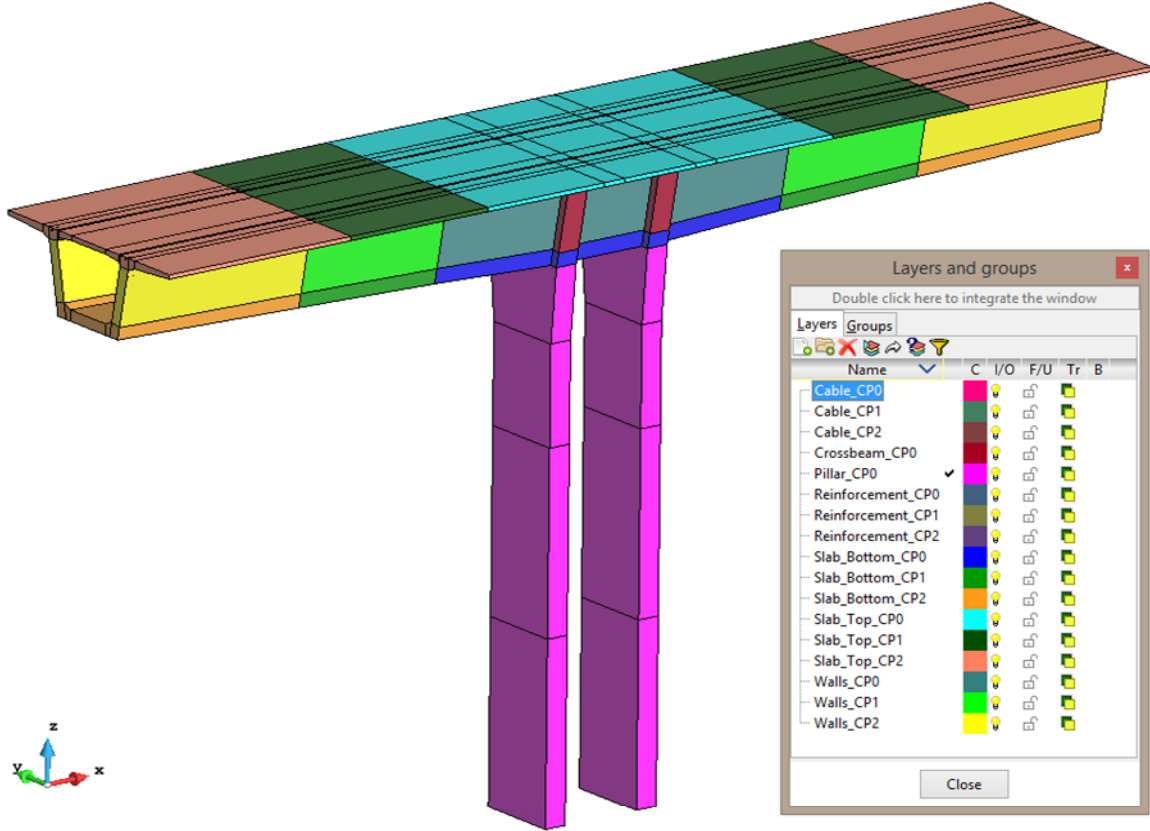 Layers and groups
x
Double click here to integrate the window
Layers Groups
Name C I/O F/U Tr B
Cable_CP0
Cable_CP1
Cable_CP2
Crossbeam_CP0
Pillar_CP0
Reinforcement_CP0
Reinforcement_CP1
Reinforcement_CP2
Slab_Bottom_CP0
Slab_Bottom_CP1
Slab_Bottom_CP2
Slab_Top_CP0
Slab_Top_CP1
Slab_Top_CP2
Walls_CP0
Walls_CP1
Walls_CP2
z
y x
Close